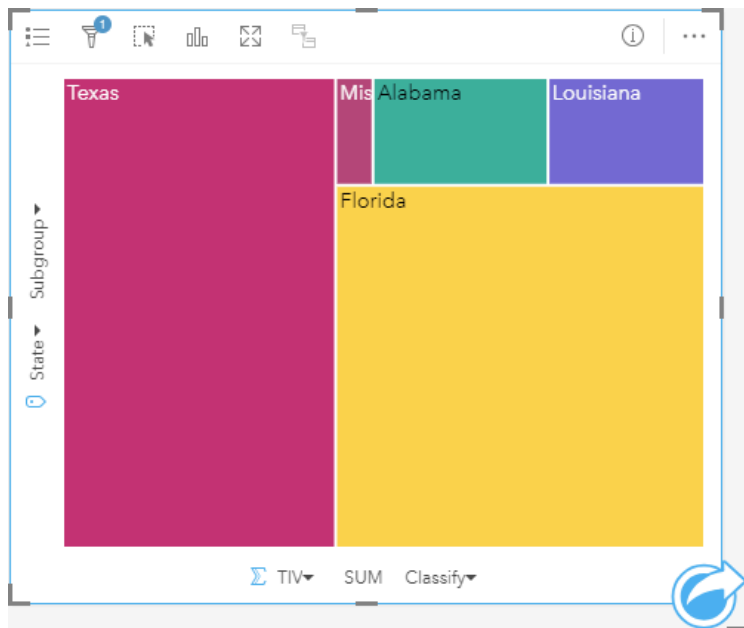 1
Texas
Mis
Alabama
Louisiana
Florida
Subgroup
State
TIV
SUM
Classify